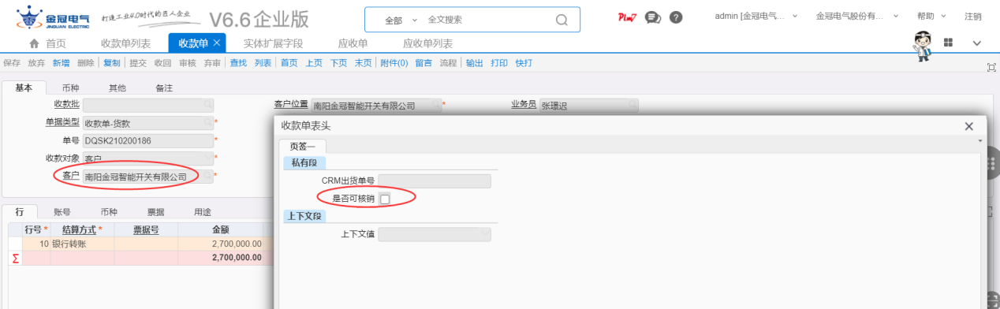 金冠电气 JINGUAN ELECTRIC 打造工业4.0时代的匠人企业 V6.6企业版 全部 全文搜索 PLM7 ? admin [金冠电气... 金冠电气股份有... 帮助 注销
首页 收款单列表 收款单 × 实体扩展字段 应收单 应收单列表
保存 放弃 新增 删除 复制 提交 收回 审核 弃审 查找 列表 首页 上页 下页 末页 附件(0) 留言 流程 输出 打印 快打
基本 币种 其他 备注
收款批 客户位置 南阳金冠智能开关有限公司 * 业务员 张璟迟
单据类型 收款单-货款 *
单号 DQSK210200186 *
收款对象 客户 *
客户 南阳金冠智能开关有限公司 *
行 账号 币种 票据 用途
行号 * 结算方式 * 票据号 金额
10 银行转账 2,700,000.00
Σ 2,700,000.00
收款单表头 ×
页签一
私有段
CRM出货单号
是否可核销
上下文段
上下文值